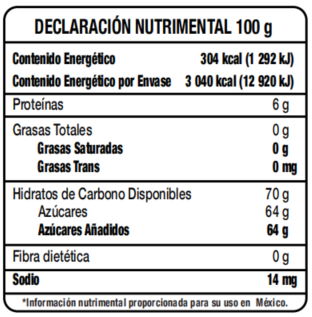 DECLARACIÓN NUTRIMENTAL 100 g
Contenido Energético 304 kcal (1 292 kJ)
Contenido Energético por Envase 3 040 kcal (12 920 kJ)
Proteínas 6 g
Grasas Totales 0 g
Grasas Saturadas 0 g
Grasas Trans 0 mg
Hidratos de Carbono Disponibles 70 g
Azúcares 64 g
Azúcares Añadidos 64 g
Fibra dietética 0 g
Sodio 14 mg
*Información nutrimental proporcionada para su uso en México.